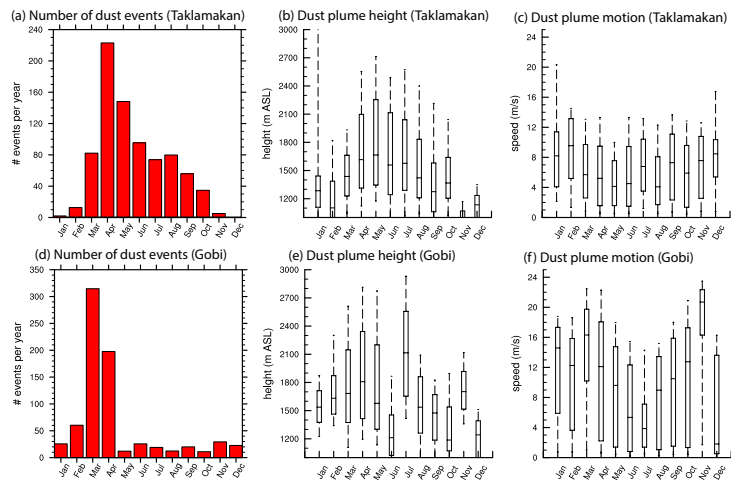 (a) Number of dust events (Taklamakan)
# events per year
240
200
160
120
80
40
0
Jan Feb Mar Apr May Jun Jul Aug Sep Oct Nov Dec
(b) Dust plume height (Taklamakan)
height (m ASL)
3000
2700
2400
2100
1800
1500
1200
Jan Feb Mar Apr May Jun Jul Aug Sep Oct Nov Dec
(c) Dust plume motion (Taklamakan)
speed (m/s)
24
20
16
12
8
4
0
Jan Feb Mar Apr May Jun Jul Aug Sep Oct Nov Dec
(d) Number of dust events (Gobi)
# events per year
350
300
250
200
150
100
50
0
Jan Feb Mar Apr May Jun Jul Aug Sep Oct Nov Dec
(e) Dust plume height (Gobi)
height (m ASL)
3000
2700
2400
2100
1800
1500
1200
Jan Feb Mar Apr May Jun Jul Aug Sep Oct Nov Dec
(f) Dust plume motion (Gobi)
speed (m/s)
24
20
16
12
8
4
0
Jan Feb Mar Apr May Jun Jul Aug Sep Oct Nov Dec